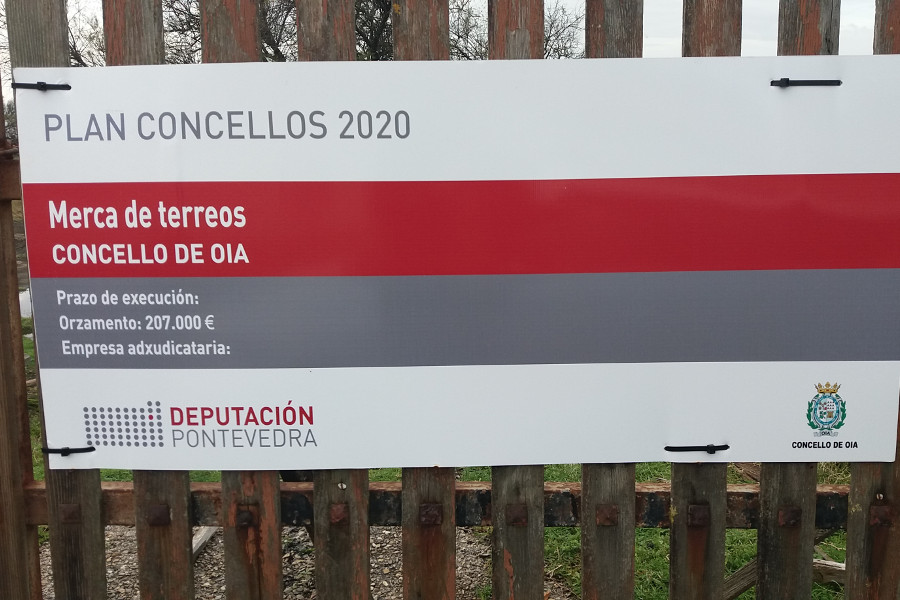 PLAN CONCELLOS 2020
Merca de terreos
CONCELLO DE OIA
Prazo de execución:
Orzamento: 207.000 €
Empresa adxudicataria:
DEPUTACIÓN
PONTEVEDRA
CONCELLO DE OIA